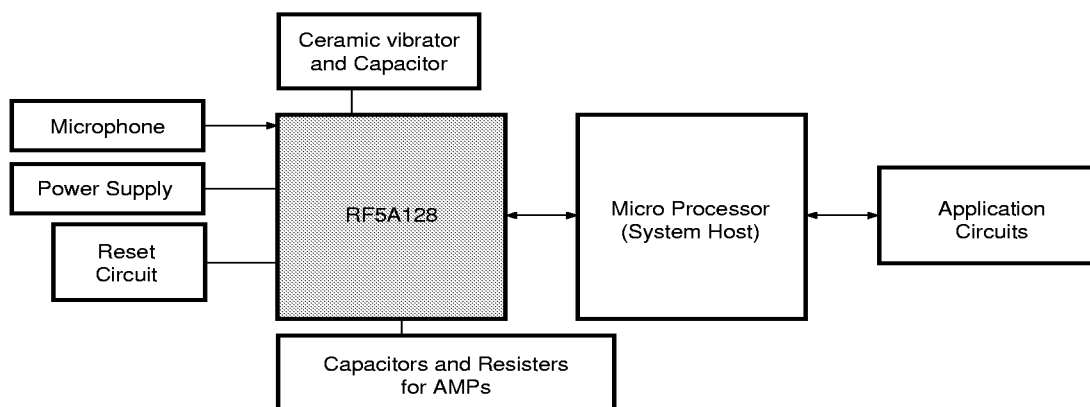 Ceramic vibrator
and Capacitor
Microphone
Power Supply
Reset
Circuit
RF5A128
Micro Processor
(System Host)
Application
Circuits
Capacitors and Resisters
for AMPs